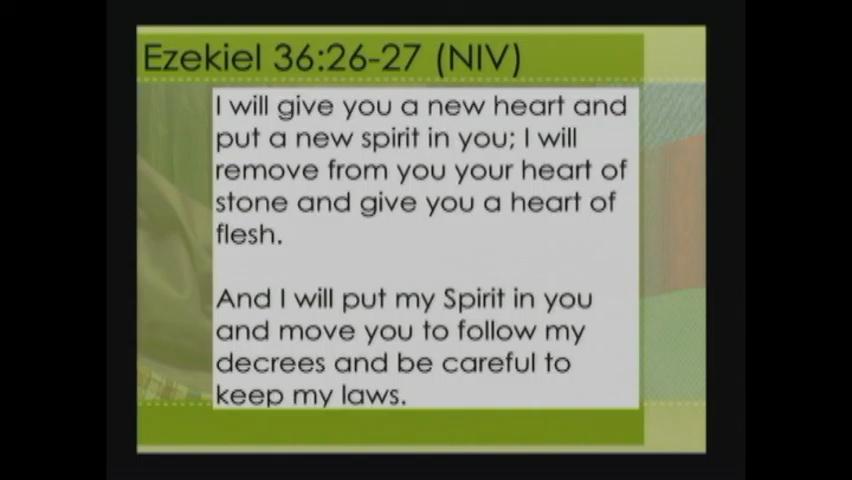 Ezekiel 36:26-27 (NIV)
I will give you a new heart and
put a new spirit in you; I will
remove from you your heart of
stone and give you a heart of
flesh.
And I will put my Spirit in you
and move you to follow my
decrees and be careful to
keep my laws.